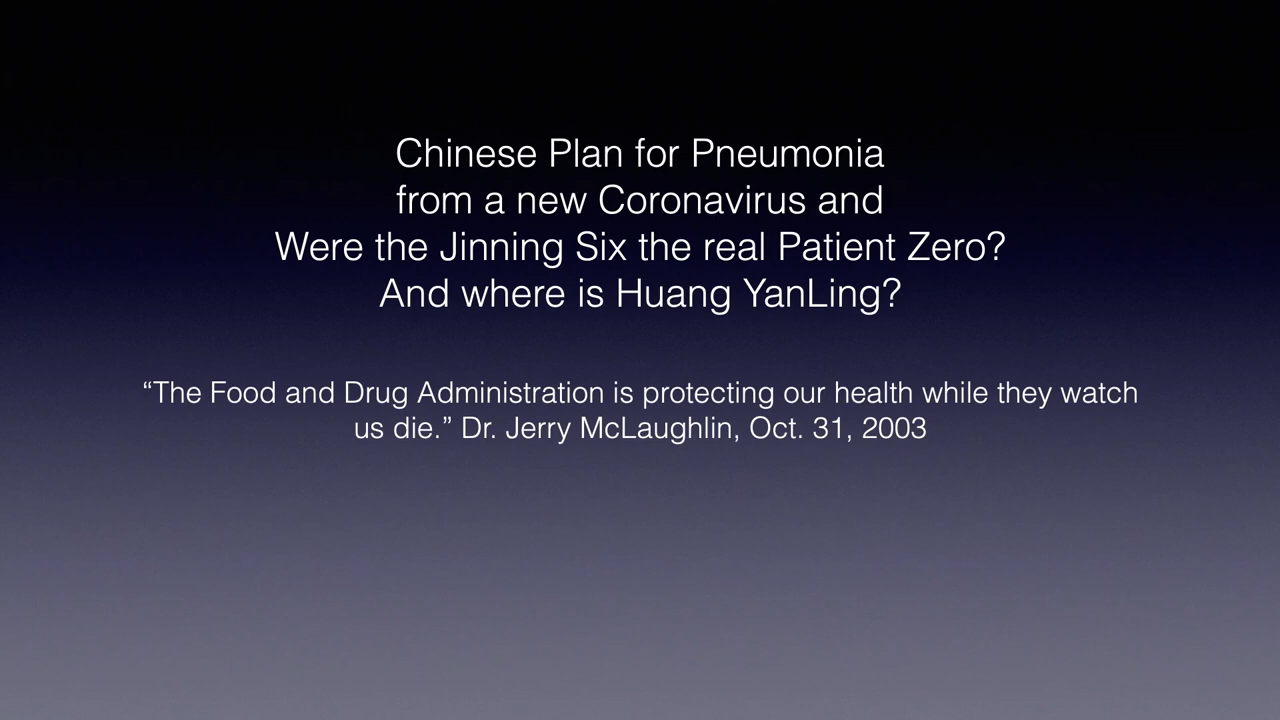 Chinese Plan for Pneumonia
from a new Coronavirus and
Were the Jinning Six the real Patient Zero?
And where is Huang YanLing?
“The Food and Drug Administration is protecting our health while they watch
us die.” Dr. Jerry McLaughlin, Oct. 31, 2003